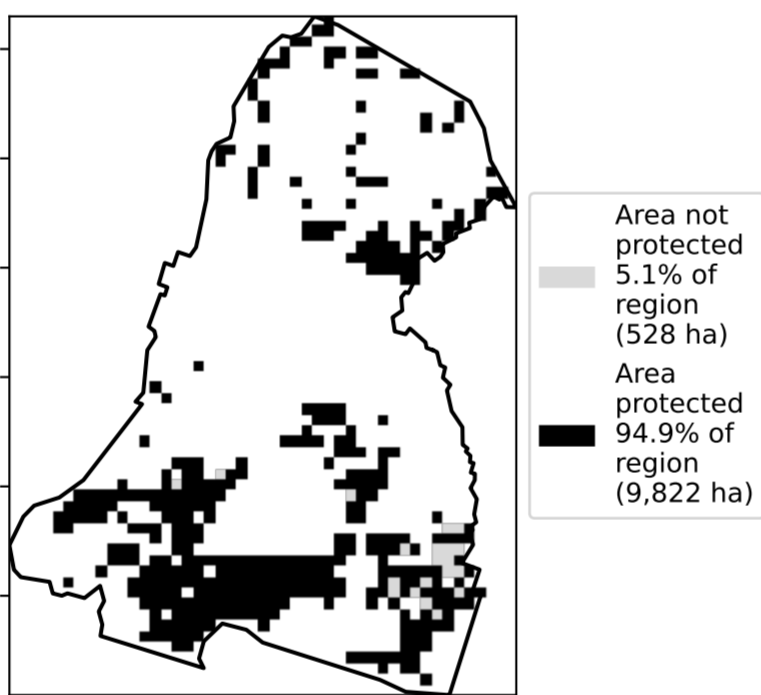 Area not
protected
5.1% of
region
(528 ha)
Area
protected
94.9% of
region
(9,822 ha)